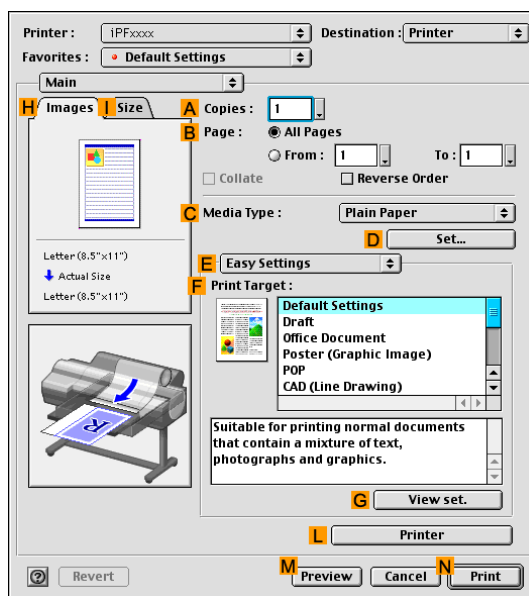 Printer : iPFxxxx Destination : Printer
Favorites : Default Settings
Main
H Images I Size
A Copies : 1
B Page : All Pages
From : 1 To : 1
Collate Reverse Order
C Media Type : Plain Paper
D Set...
Letter (8.5"x11")
Actual Size
Letter (8.5"x11")
E Easy Settings
F Print Target :
Default Settings
Draft
Office Document
Poster (Graphic Image)
POP
CAD (Line Drawing)
Suitable for printing normal documents
that contain a mixture of text,
photographs and graphics.
R
G View set.
L Printer
? Revert M Preview Cancel N Print